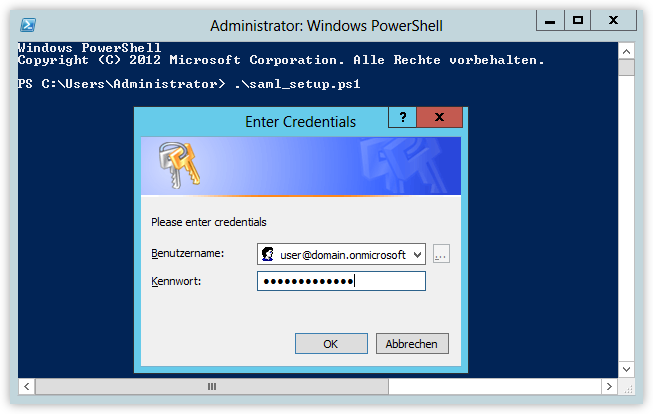 Administrator: Windows PowerShell
Windows PowerShell
Copyright (C) 2012 Microsoft Corporation. Alle Rechte vorbehalten.
PS C:\Users\Administrator> .\saml_setup.ps1
Enter Credentials
?
Please enter credentials
Benutzername:
user@domain.onmicrosoft
...
Kennwort:
•••••••••••••
OK
Abbrechen